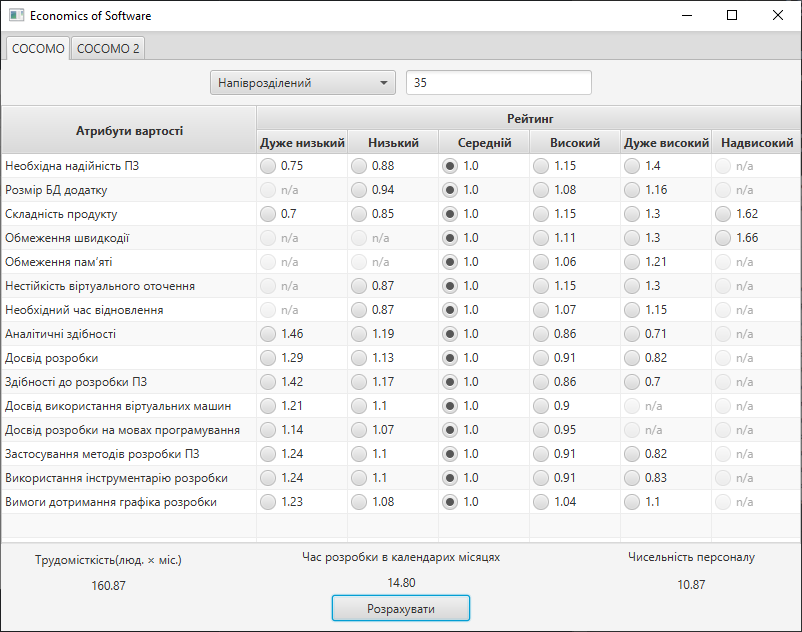 Economics of Software
COCOMO COCOMO 2
Напіврозділений 35
Атрибути вартості Рейтинг
Дуже низький Низький Середній Високий Дуже високий Надвисокий
Необхідна надійність ПЗ 0.75 0.88 1.0 1.15 1.4 n/a
Розмір БД додатку n/a 0.94 1.0 1.08 1.16 n/a
Складність продукту 0.7 0.85 1.0 1.15 1.3 1.62
Обмеження швидкодії n/a n/a 1.0 1.11 1.3 1.66
Обмеження пам'яті n/a n/a 1.0 1.06 1.21 n/a
Нестійкість віртуального оточення n/a 0.87 1.0 1.15 1.3 n/a
Необхідний час відновлення n/a 0.87 1.0 1.07 1.15 n/a
Аналітичні здібності 1.46 1.19 1.0 0.86 0.71 n/a
Досвід розробки 1.29 1.13 1.0 0.91 0.82 n/a
Здібності до розробки ПЗ 1.42 1.17 1.0 0.86 0.7 n/a
Досвід використання віртуальних машин 1.21 1.1 1.0 0.9 n/a n/a
Досвід розробки на мовах програмування 1.14 1.07 1.0 0.95 n/a n/a
Застосування методів розробки ПЗ 1.24 1.1 1.0 0.91 0.82 n/a
Використання інструментарію розробки 1.24 1.1 1.0 0.91 0.83 n/a
Вимоги дотримання графіка розробки 1.23 1.08 1.0 1.04 1.1 n/a
Трудомісткість(люд. × міс.) Час розробки в календарих місяцях Чисельність персоналу
160.87 14.80 10.87
Розрахувати